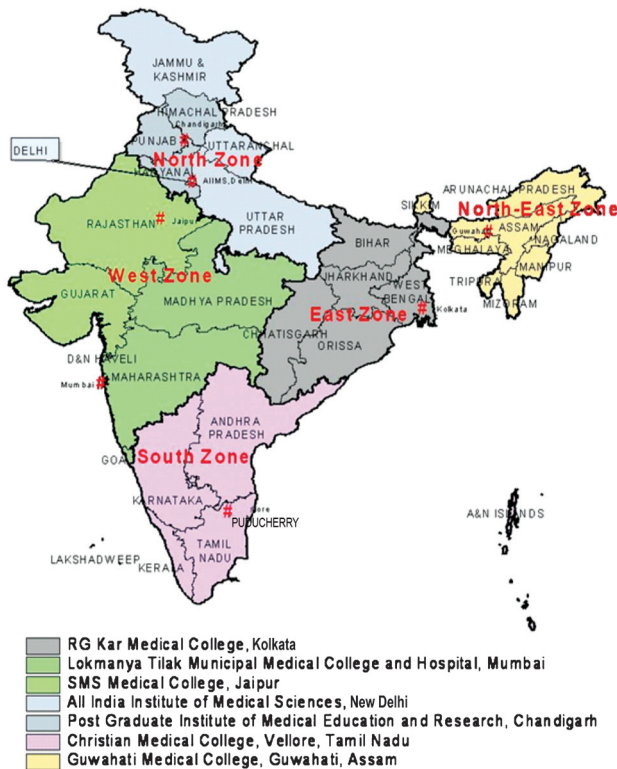 JAMMU &
KASHMIR
HIMACHAL PRADESH
Chandigarh
PUNJAB #
UTTARANCHAL
North Zone
DELHI
HARYANA
# AIIMS, Delhi
ARUNACHAL PRADESH
SIKKIM
North-East Zone
RAJASTHAN # Jaipur
UTTAR
PRADESH
Guwahati # ASSAM
NAGALAND
BIHAR
MEGHALAYA
MANIPUR
West Zone
JHARKHAND
WEST
BENGAL
TRIPURA
GUJARAT
MADHYA PRADESH
MIZORAM
East Zone
# Kolkata
CHHATISGARH
ORISSA
D&N HAVELI
Mumbai #
MAHARASHTRA
ANDHRA
PRADESH
GOA
South Zone
KARNATAKA
#
PUDUCHERRY
A&N ISLANDS
TAMIL
NADU
LAKSHADWEEP
KERALA
RG Kar Medical College, Kolkata
Lokmanya Tilak Municipal Medical College and Hospital, Mumbai
SMS Medical College, Jaipur
All India Institute of Medical Sciences, New Delhi
Post Graduate Institute of Medical Education and Research, Chandigarh
Christian Medical College, Vellore, Tamil Nadu
Guwahati Medical College, Guwahati, Assam